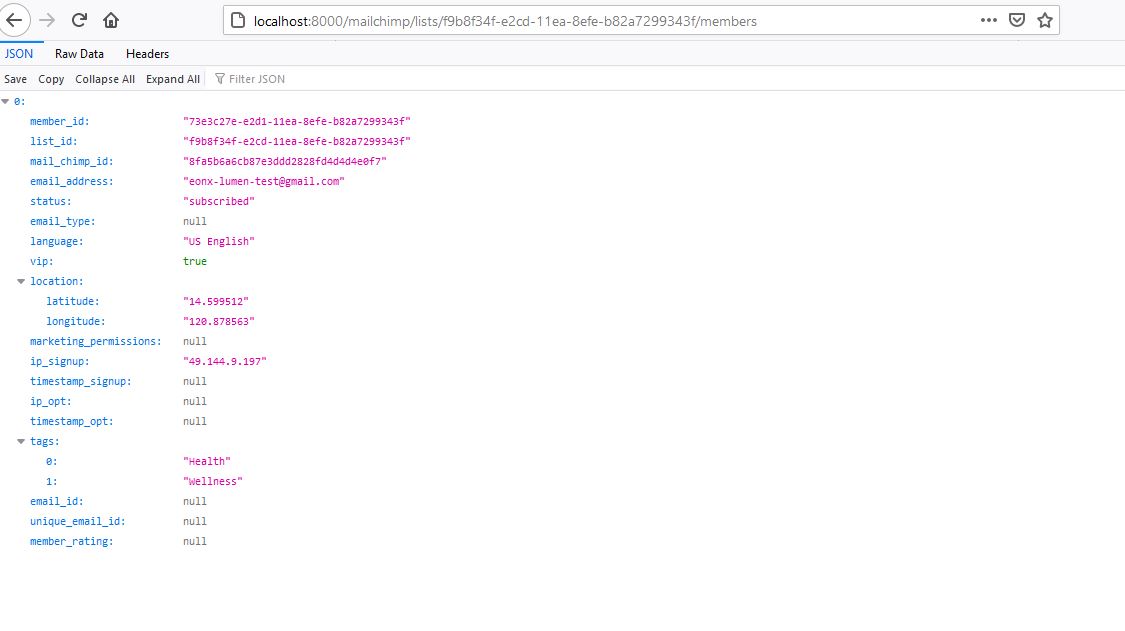 localhost:8000/mailchimp/lists/f9b8f34f-e2cd-11ea-8efe-b82a7299343f/members
JSON Raw Data Headers
Save Copy Collapse All Expand All Filter JSON
0:
member_id: "73e3c27e-e2d1-11ea-8efe-b82a7299343f"
list_id: "f9b8f34f-e2cd-11ea-8efe-b82a7299343f"
mail_chimp_id: "8fa5b6a6cb87e3ddd2828fd4d4d4e0f7"
email_address: "eonx-lumen-test@gmail.com"
status: "subscribed"
email_type: null
language: "US English"
vip: true
location:
latitude: "14.599512"
longitude: "120.878563"
marketing_permissions: null
ip_signup: "49.144.9.197"
timestamp_signup: null
ip_opt: null
timestamp_opt: null
tags:
0: "Health"
1: "Wellness"
email_id: null
unique_email_id: null
member_rating: null